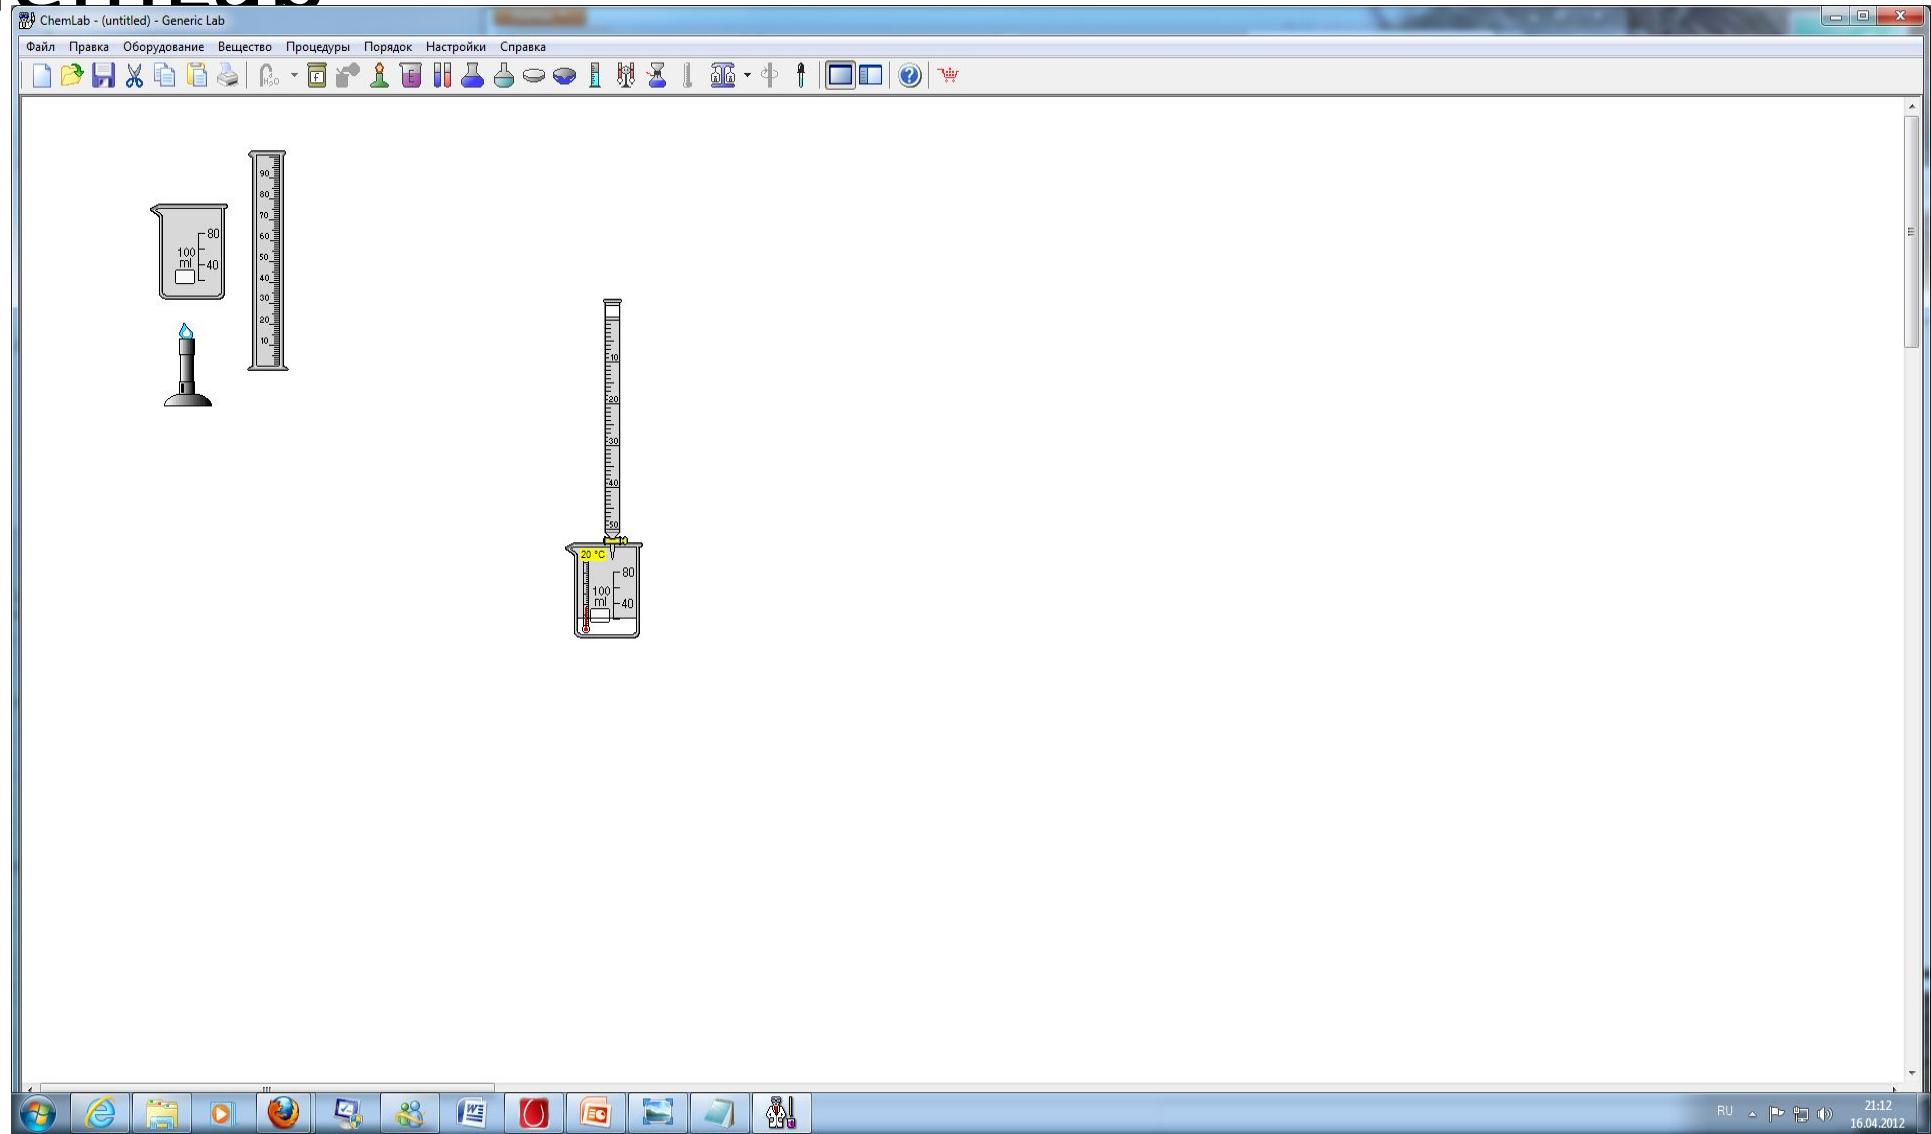 ChemLab
ChemLab - (untitled) - Generic Lab
Файл Правка Оборудование Вещество Процедуры Порядок Настройки Справка
H₂O F E
90
80
70
60
50
40
30
20
10
80
100
ml 40
10
20
30
40
50
20 °C
80
100
ml 40
RU 21:12
16.04.2012